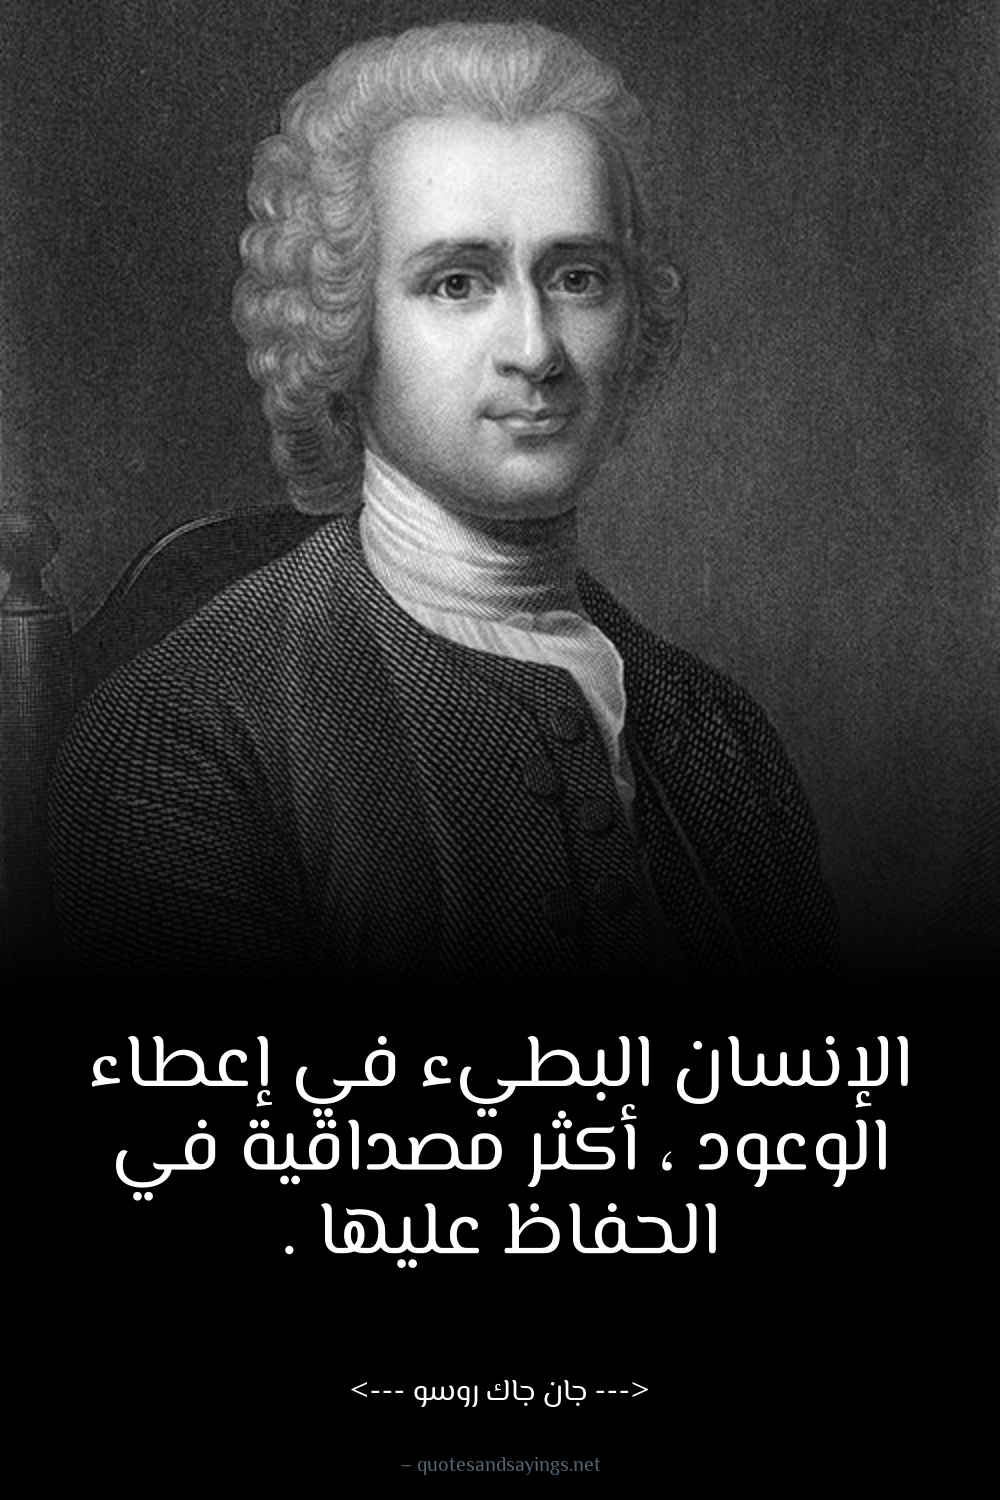 الإنسان البطيء في إعطاء
الوعود ، أكثر مصداقية في
الحفاظ عليها .
<--- جان جاك روسو --->
– quotesandsayings.net